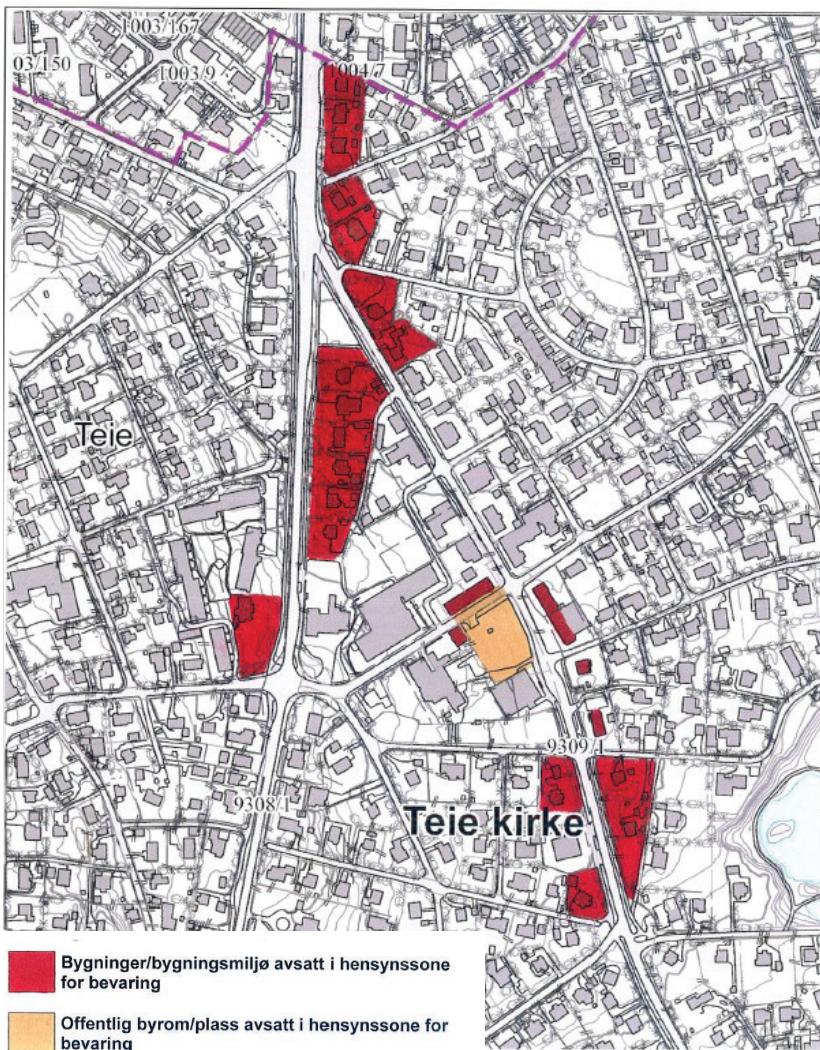 1003/167
03/150
1003/9
1004/7
Teie
9309/1
9308/1
Teie kirke
Bygninger/bygningsmiljø avsatt i hensynssone
for bevaring
Offentlig byrom/plass avsatt i hensynssone for
bevaring